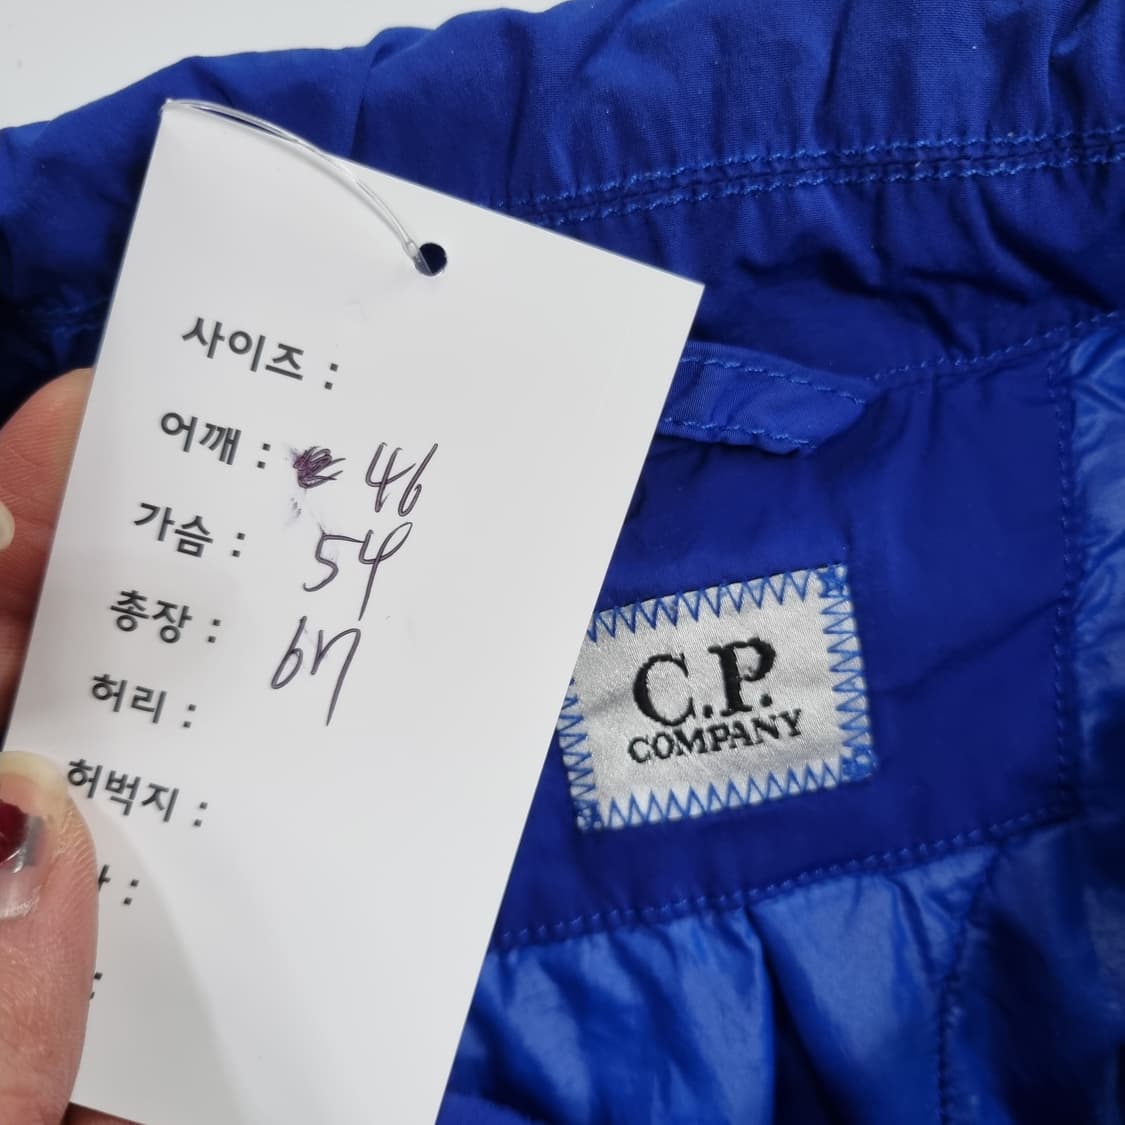 사이즈 :
어깨 : 46
가슴 : 54
총장 : 67
허리 :
허벅지 :
:
:
C.P.
COMPANY